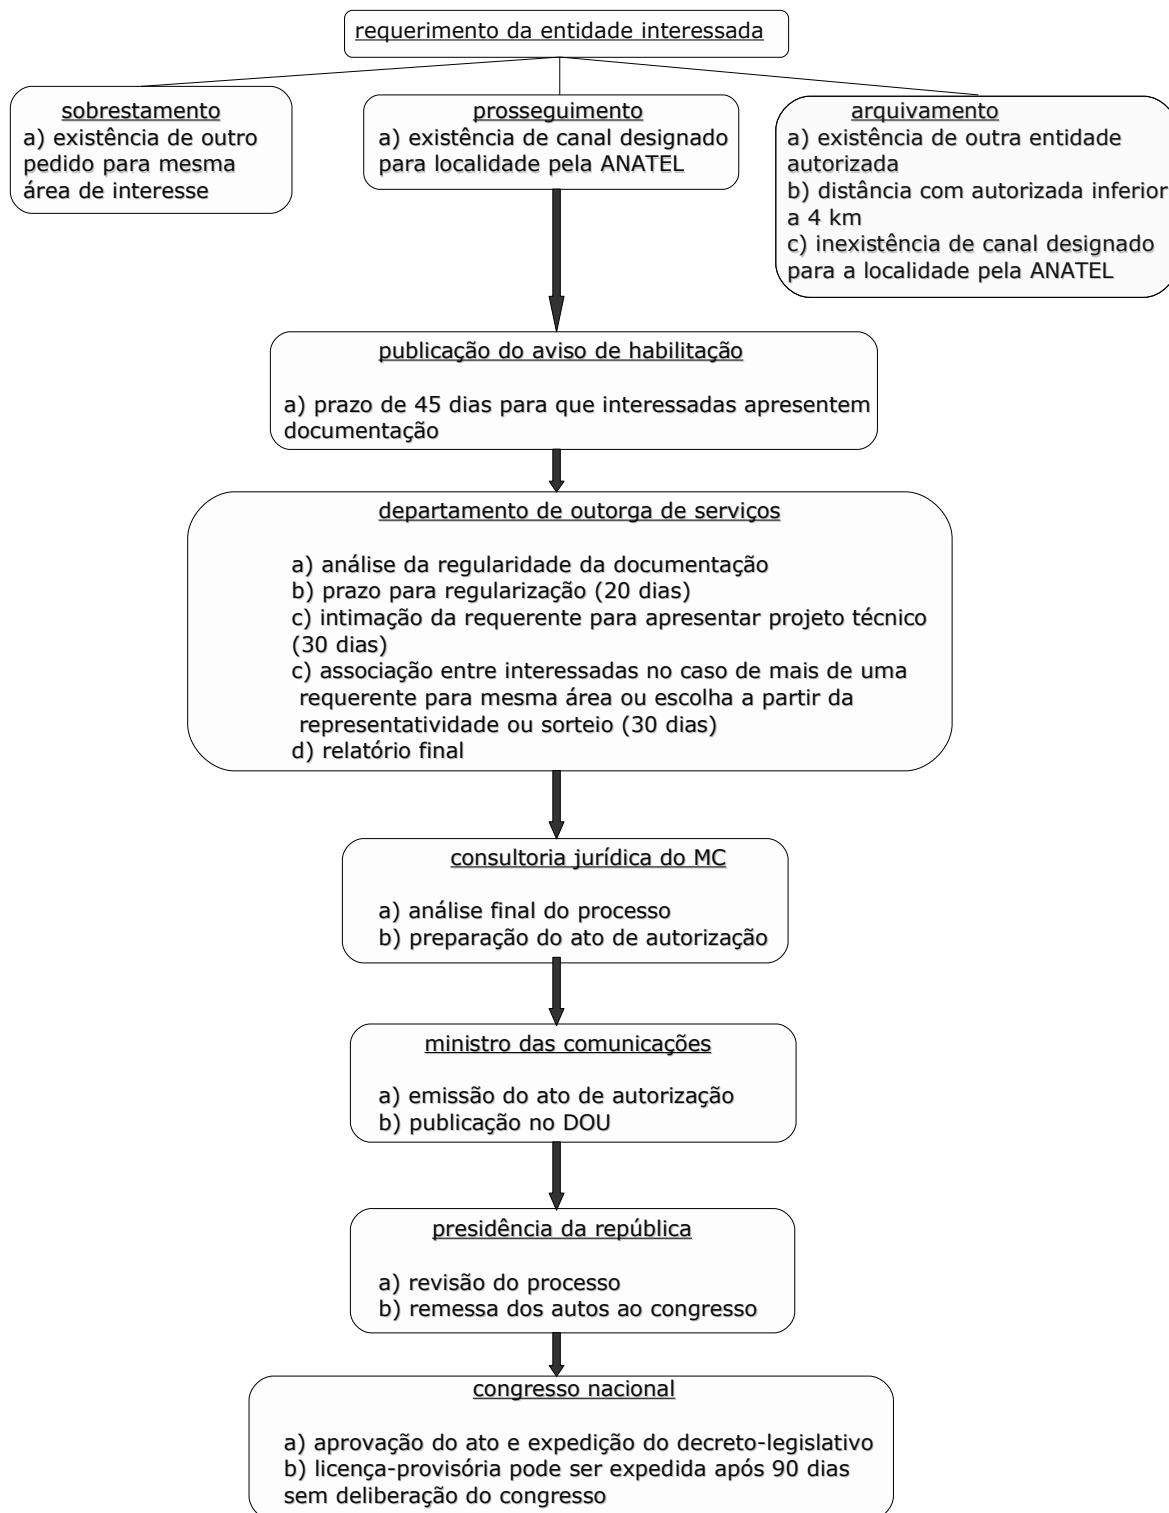 requerimento da entidade interessada
sobrestamento
a) existência de outro
pedido para mesma
área de interesse
prosseguimento
a) existência de canal designado
para localidade pela ANATEL
arquivamento
a) existência de outra entidade
autorizada
b) distância com autorizada inferior
a 4 km
c) inexistência de canal designado
para a localidade pela ANATEL
publicação do aviso de habilitação
a) prazo de 45 dias para que interessadas apresentem
documentação
departamento de outorga de serviços
a) análise da regularidade da documentação
b) prazo para regularização (20 dias)
c) intimação da requerente para apresentar projeto técnico
(30 dias)
c) associação entre interessadas no caso de mais de uma
requerente para mesma área ou escolha a partir da
representatividade ou sorteio (30 dias)
d) relatório final
consultoria jurídica do MC
a) análise final do processo
b) preparação do ato de autorização
ministro das comunicações
a) emissão do ato de autorização
b) publicação no DOU
presidência da república
a) revisão do processo
b) remessa dos autos ao congresso
congresso nacional
a) aprovação do ato e expedição do decreto-legislativo
b) licença-provisória pode ser expedida após 90 dias
sem deliberação do congresso